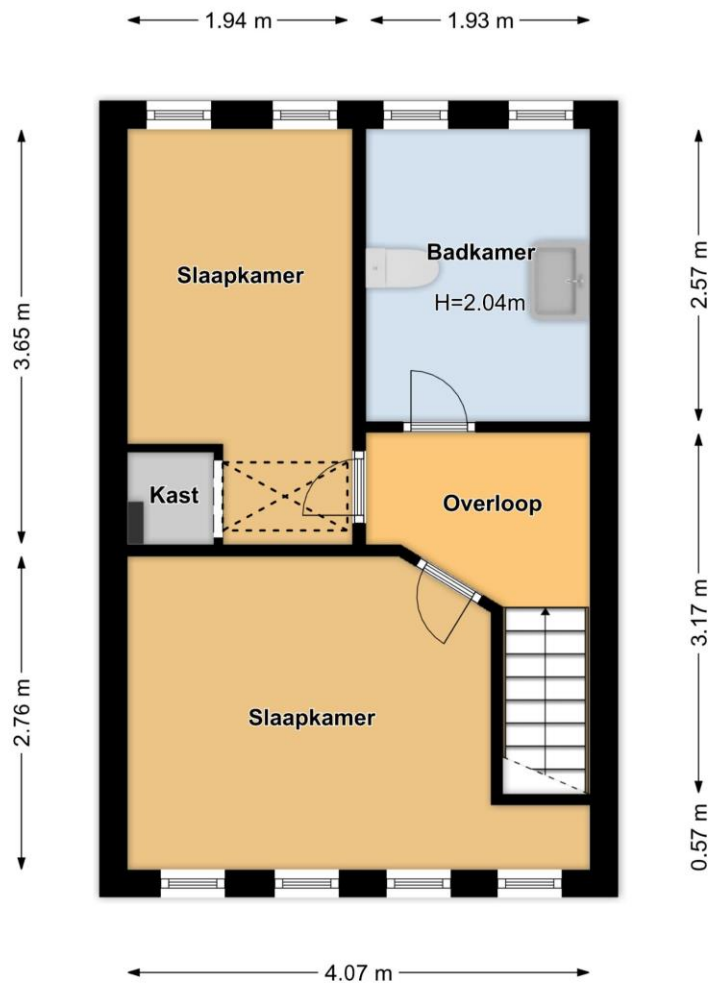 1.94 m
1.93 m
3.65 m
2.57 m
Slaapkamer
Badkamer
H=2.04m
Kast
Overloop
2.76 m
3.17 m
Slaapkamer
0.57 m
4.07 m